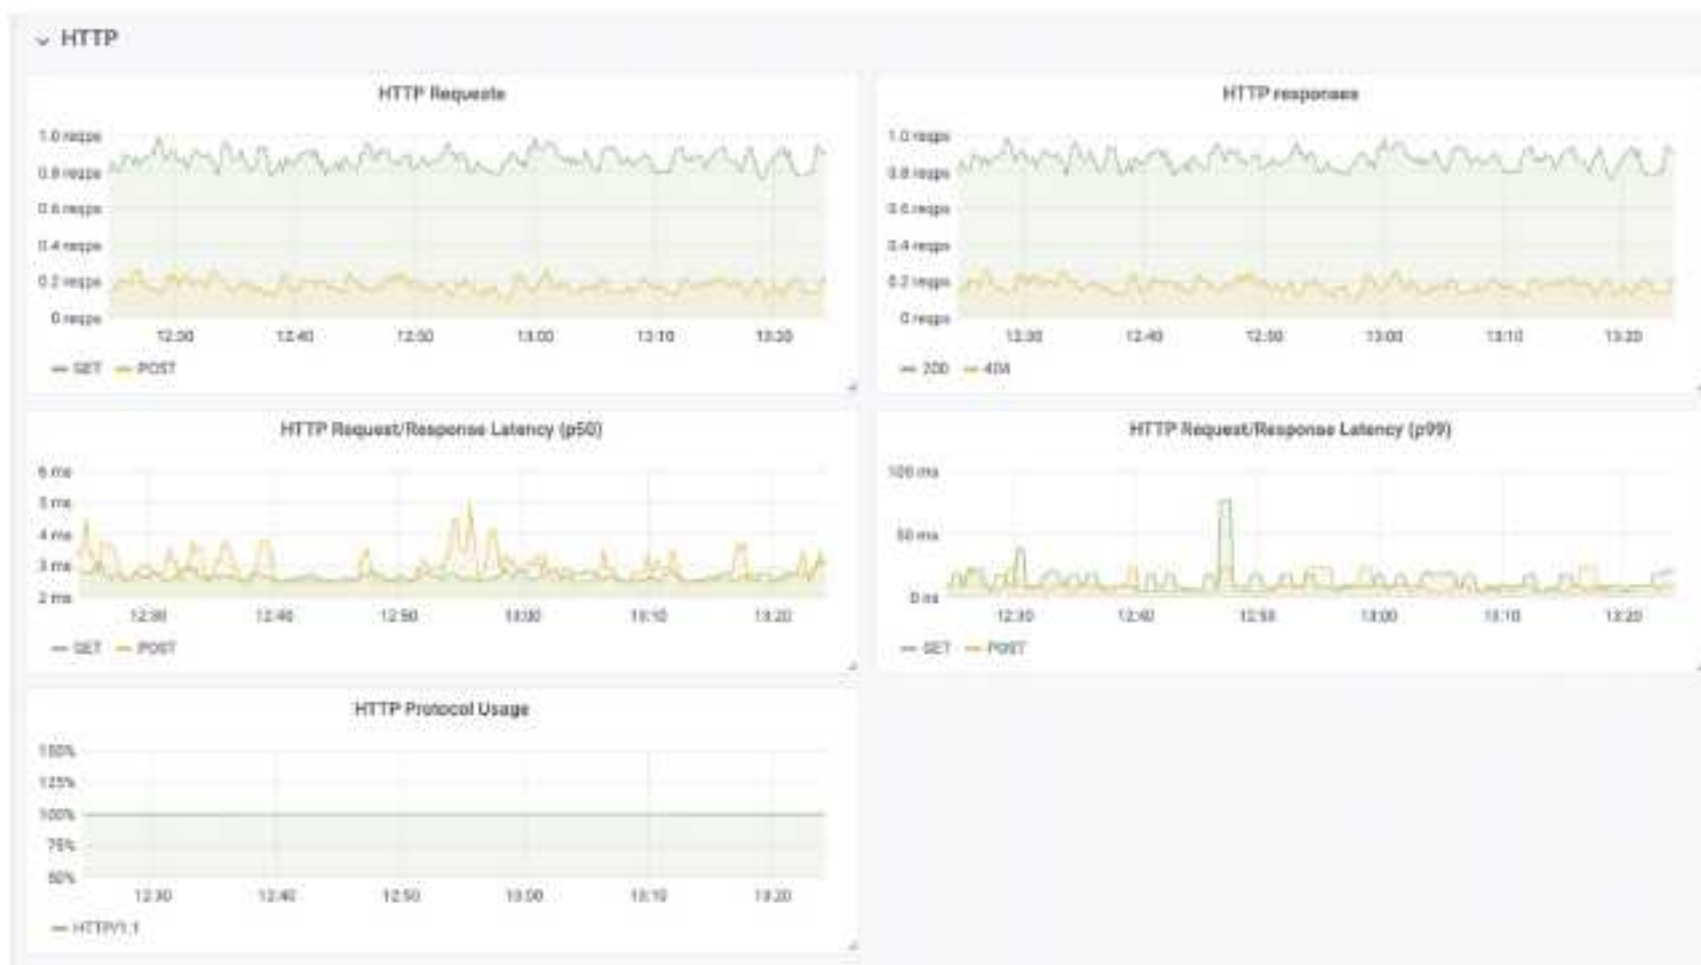 HTTP
HTTP Requests
1.0 reqps
0.8 reqps
0.6 reqps
0.4 reqps
0.2 reqps
0 reqps
12:30 12:40 12:50 13:00 13:10 13:20
GET POST
HTTP responses
1.0 reqps
0.8 reqps
0.6 reqps
0.4 reqps
0.2 reqps
0 reqps
12:30 12:40 12:50 13:00 13:10 13:20
200 404
HTTP Request/Response Latency (p50)
6 ms
5 ms
4 ms
3 ms
2 ms
12:30 12:40 12:50 13:00 13:10 13:20
GET POST
HTTP Request/Response Latency (p99)
100 ms
50 ms
0 ns
12:30 12:40 12:50 13:00 13:10 13:20
GET POST
HTTP Protocol Usage
150%
125%
100%
75%
50%
12:30 12:40 12:50 13:00 13:10 13:20
HTTP/1.1